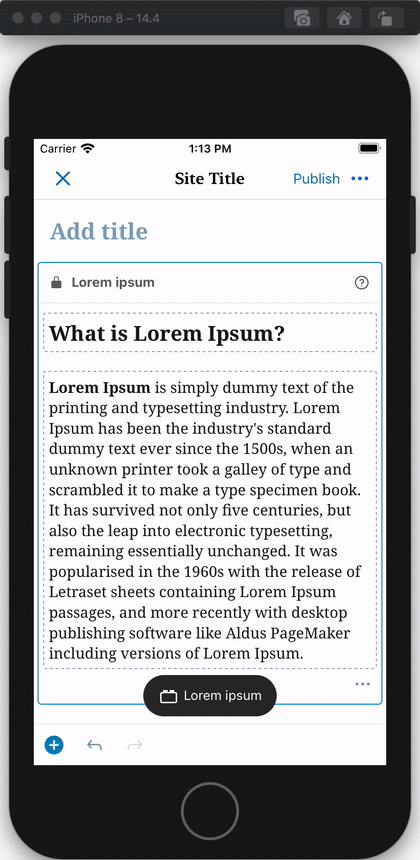 iPhone 8 – 14.4
Carrier 1:13 PM
Site Title Publish
Add title
Lorem ipsum
What is Lorem Ipsum?
Lorem Ipsum is simply dummy text of the
printing and typesetting industry. Lorem
Ipsum has been the industry's standard
dummy text ever since the 1500s, when an
unknown printer took a galley of type and
scrambled it to make a type specimen book.
It has survived not only five centuries, but
also the leap into electronic typesetting,
remaining essentially unchanged. It was
popularised in the 1960s with the release of
Letraset sheets containing Lorem Ipsum
passages, and more recently with desktop
publishing software like Aldus PageMaker
including versions of Lorem Ipsum.
Lorem ipsum